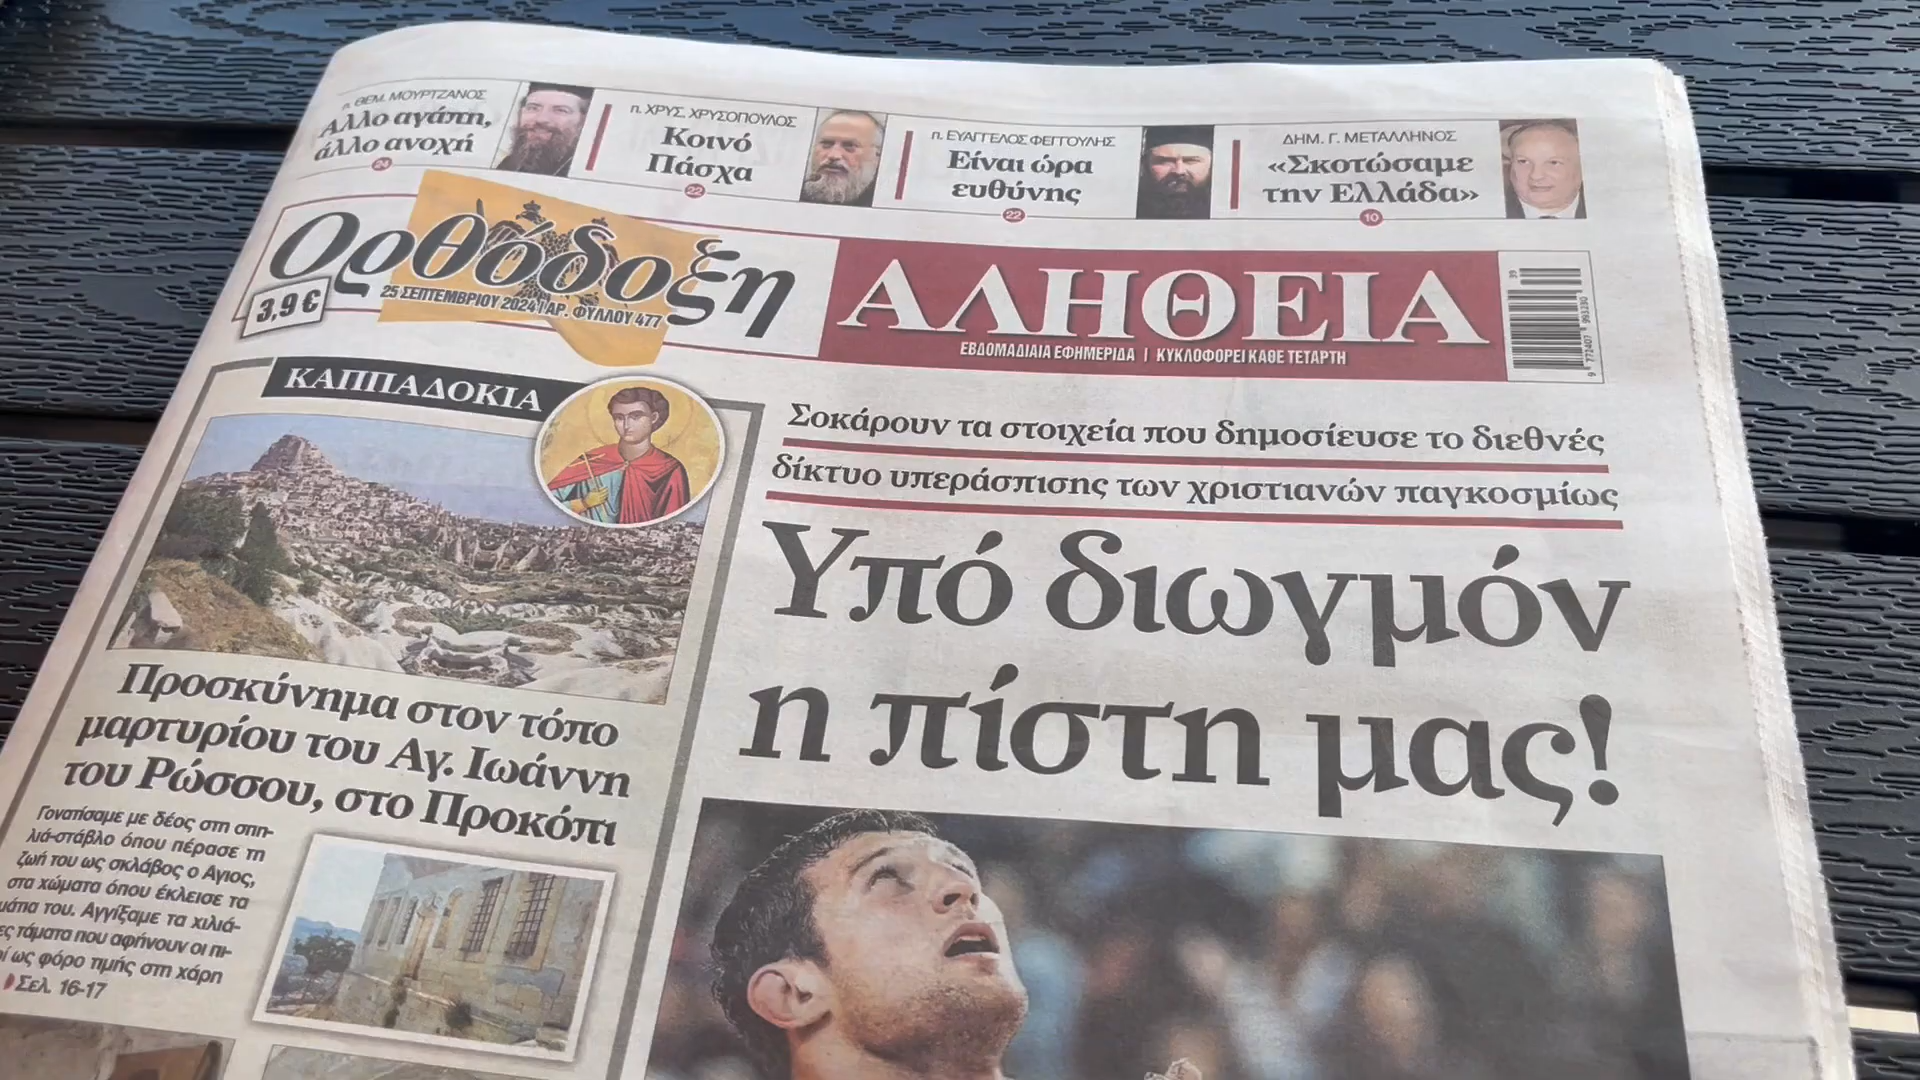 π. ΘΕΜ. ΜΟΥΡΤΖΑΝΟΣ
Άλλο αγάπη,
άλλο ανοχή
24
π. ΧΡΥΣ. ΧΡΥΣΟΠΟΥΛΟΣ
Κοινό
Πάσχα
22
π. ΕΥΑΓΓΕΛΟΣ ΦΕΓΓΟΥΛΗΣ
Είναι ώρα
ευθύνης
22
ΔΗΜ. Γ. ΜΕΤΑΛΛΗΝΟΣ
«Σκοτώσαμε
την Ελλάδα»
10
Ορθόδοξη
3,9 €
25 ΣΕΠΤΕΜΒΡΙΟΥ 2024 | ΑΡ. ΦΥΛΛΟΥ 477
ΑΛΗΘΕΙΑ
ΕΒΔΟΜΑΔΙΑΙΑ ΕΦΗΜΕΡΙΔΑ | ΚΥΚΛΟΦΟΡΕΙ ΚΑΘΕ ΤΕΤΑΡΤΗ
39
9 772407 993230
ΚΑΠΠΑΔΟΚΙΑ
Προσκύνημα στον τόπο
μαρτυρίου του Αγ. Ιωάννη
του Ρώσσου, στο Προκόπι
Γονατίσαμε με δέος στη σπη-
λιά-στάβλο όπου πέρασε τη
ζωή του ως σκλάβος ο Άγιος,
στα χώματα όπου έκλεισε τα
του. Αγγίξαμε τα χιλιά-
τάματα που αφήνουν οι πι-
ως φόρο τιμής στη χάρη
Σελ. 16-17
Σοκάρουν τα στοιχεία που δημοσίευσε το διεθνές
δίκτυο υπεράσπισης των χριστιανών παγκοσμίως
Υπό διωγμόν
η πίστη μας!